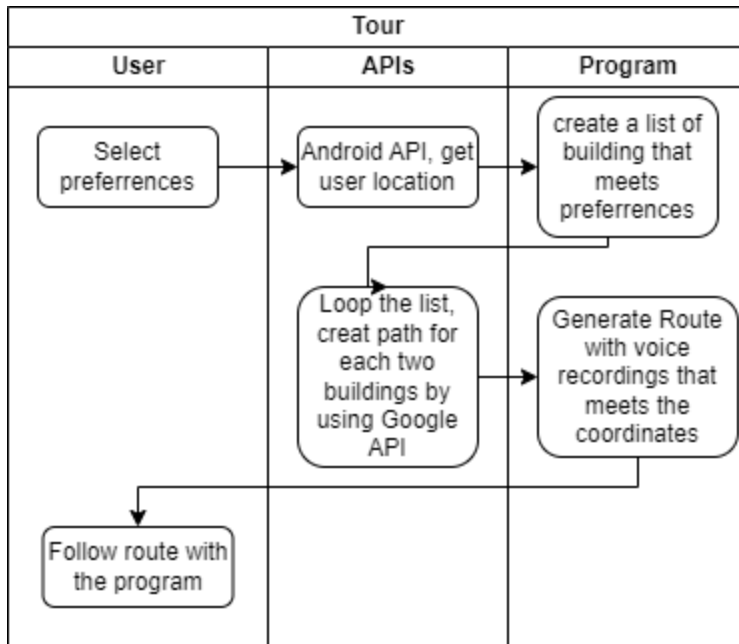 Tour
User
APIs
Program
Select
preferrences
Android API, get
user location
create a list of
building that
meets
preferrences
Loop the list,
creat path for
each two
buildings by
using Google
API
Generate Route
with voice
recordings that
meets the
coordinates
Follow route with
the program